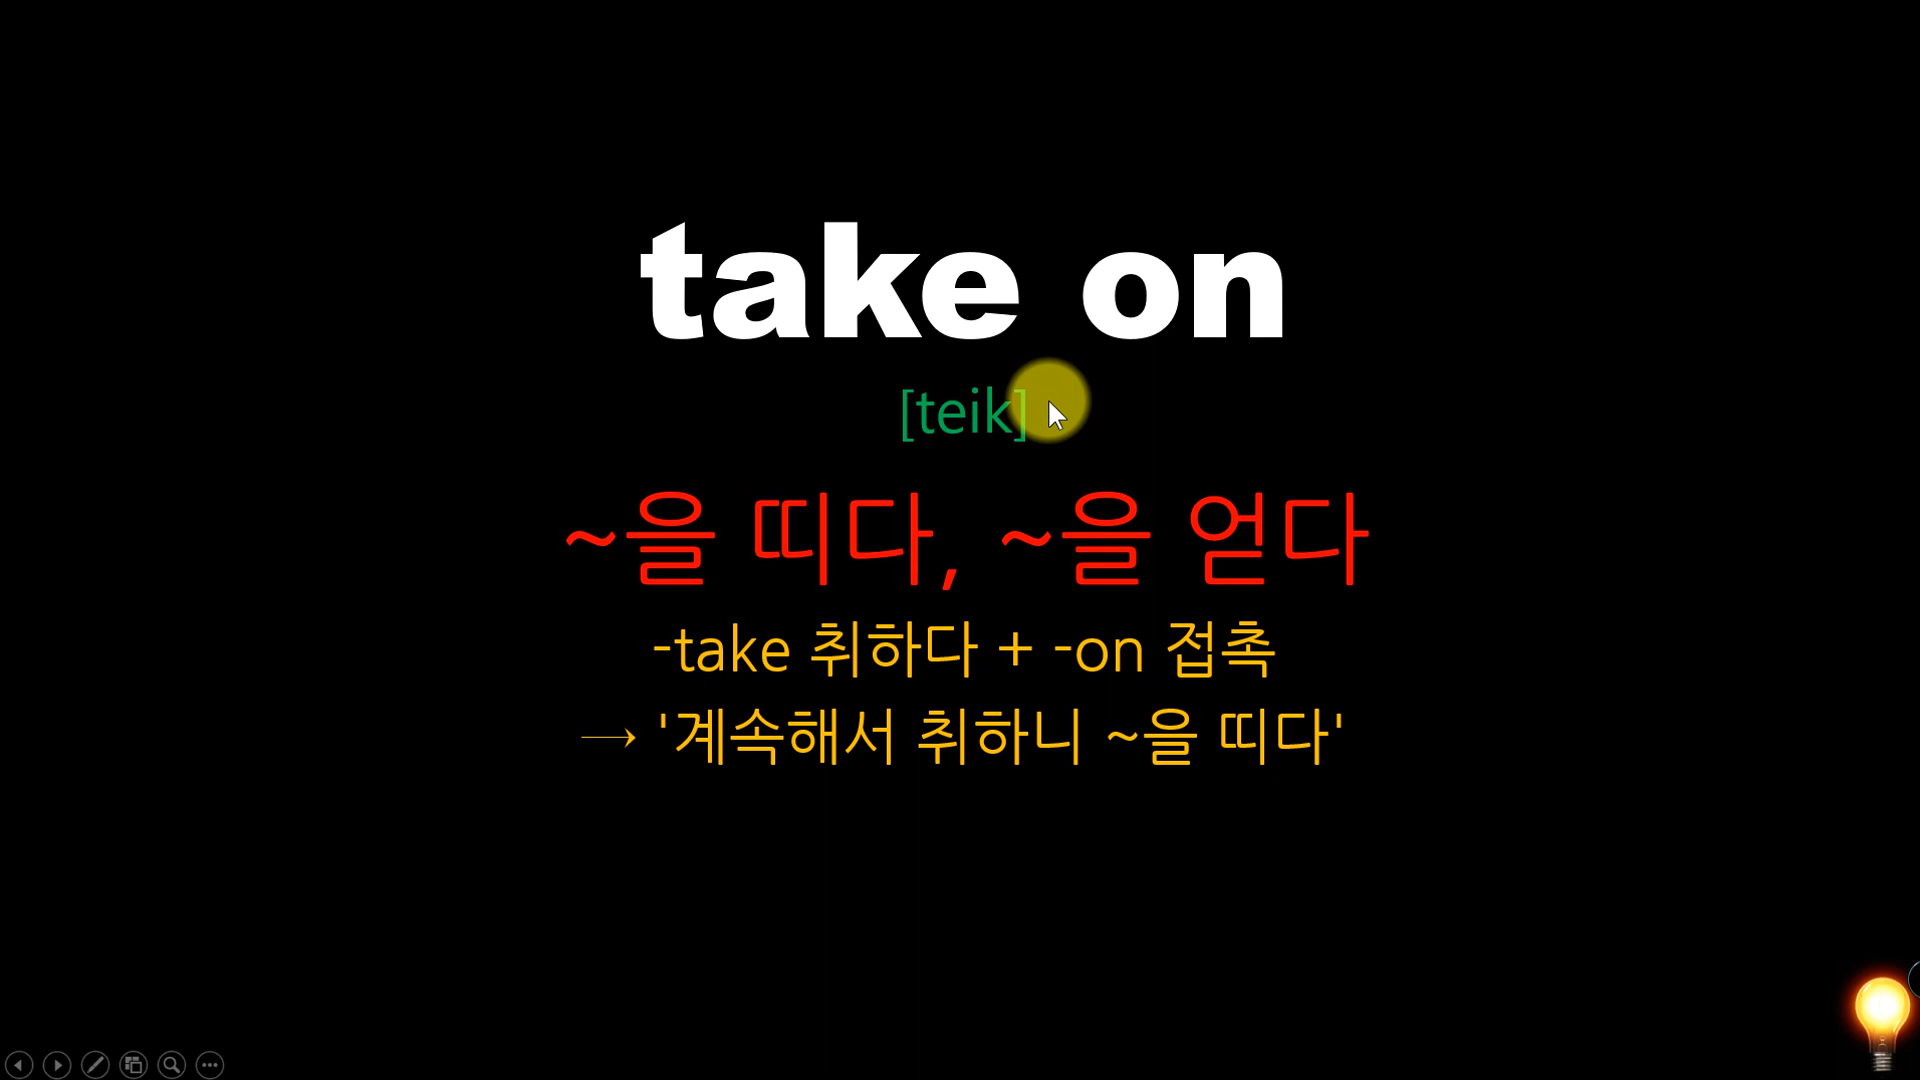 take on
[teik]
~을 띠다, ~을 얻다
-take 취하다 + -on 접촉
→ '계속해서 취하니 ~을 띠다'